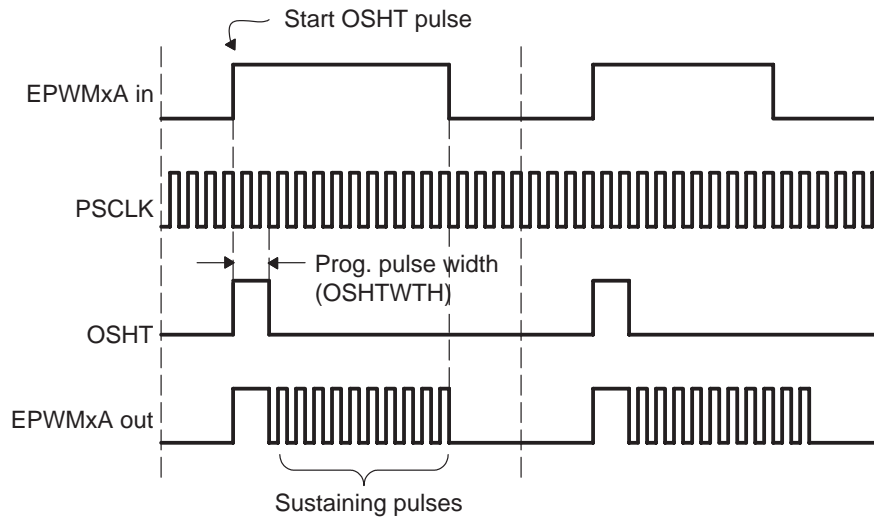 Start OSHT pulse
EPWMxA in
PSCLK
Prog. pulse width
(OSHTWTH)
OSHT
EPWMxA out
Sustaining pulses